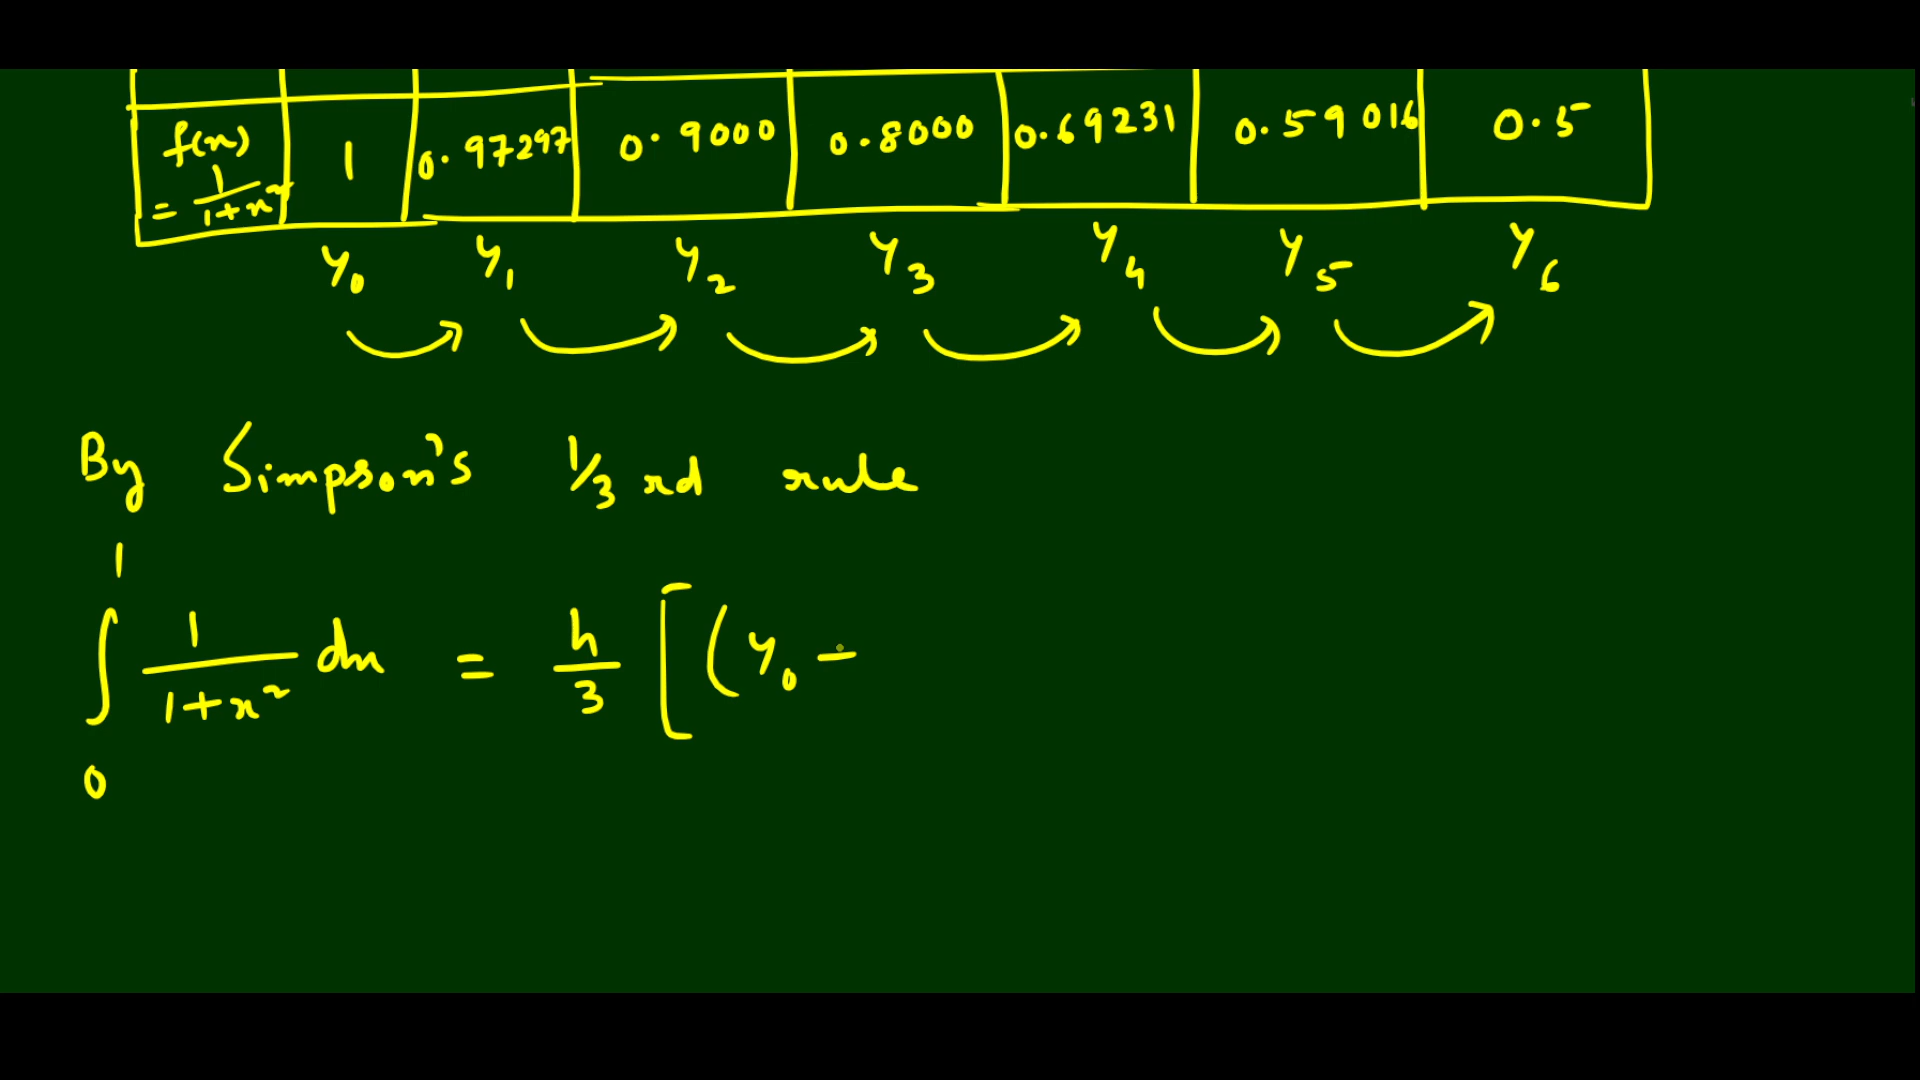 f(x) = 1/1+x² 1 0.97297 0.9000 0.8000 0.69231 0.59016 0.5
y₀ y₁ y₂ y₃ y₄ y₅ y₆
By Simpson's 1/3 rd rule
∫₀¹ 1/1+x² dx = h/3 [(y₀ −